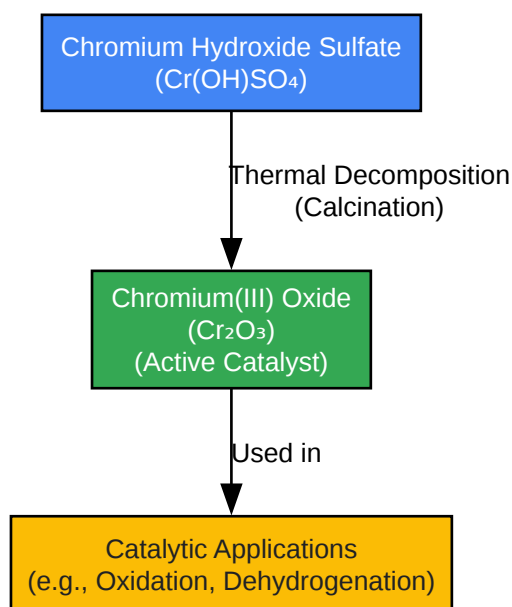 Chromium Hydroxide Sulfate
(Cr(OH)SO₄)
Thermal Decomposition
(Calcination)
Chromium(III) Oxide
(Cr₂O₃)
(Active Catalyst)
Used in
Catalytic Applications
(e.g., Oxidation, Dehydrogenation)